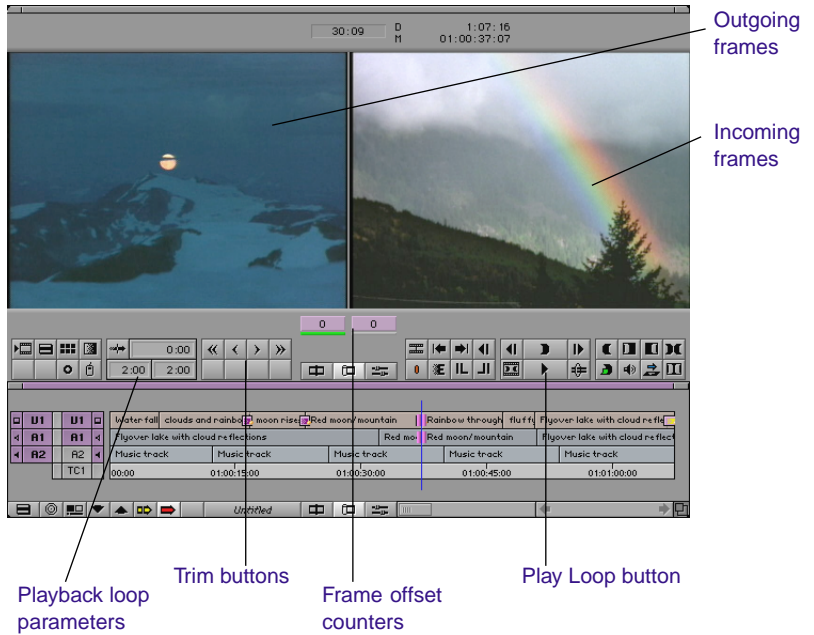 30:09
D 1:07:16
M 01:00:37:07
Outgoing
frames
Incoming
frames
0 0
0:00
2:00 2:00
V1 V1 Waterfall clouds and rainbo moon rise Red moon/mountain Rainbow through fluffy Flyover lake with cloud refle
A1 A1 Flyover lake with cloud reflections Red mo Red moon/mountain Flyover lake with cloud reflect
A2 A2 Music track Music track Music track Music track Music track
TC1 00:00 01:00:15:00 01:00:30:00 01:00:45:00 01:01:00:00
Untitled
Playback loop
parameters
Trim buttons
Frame offset
counters
Play Loop button